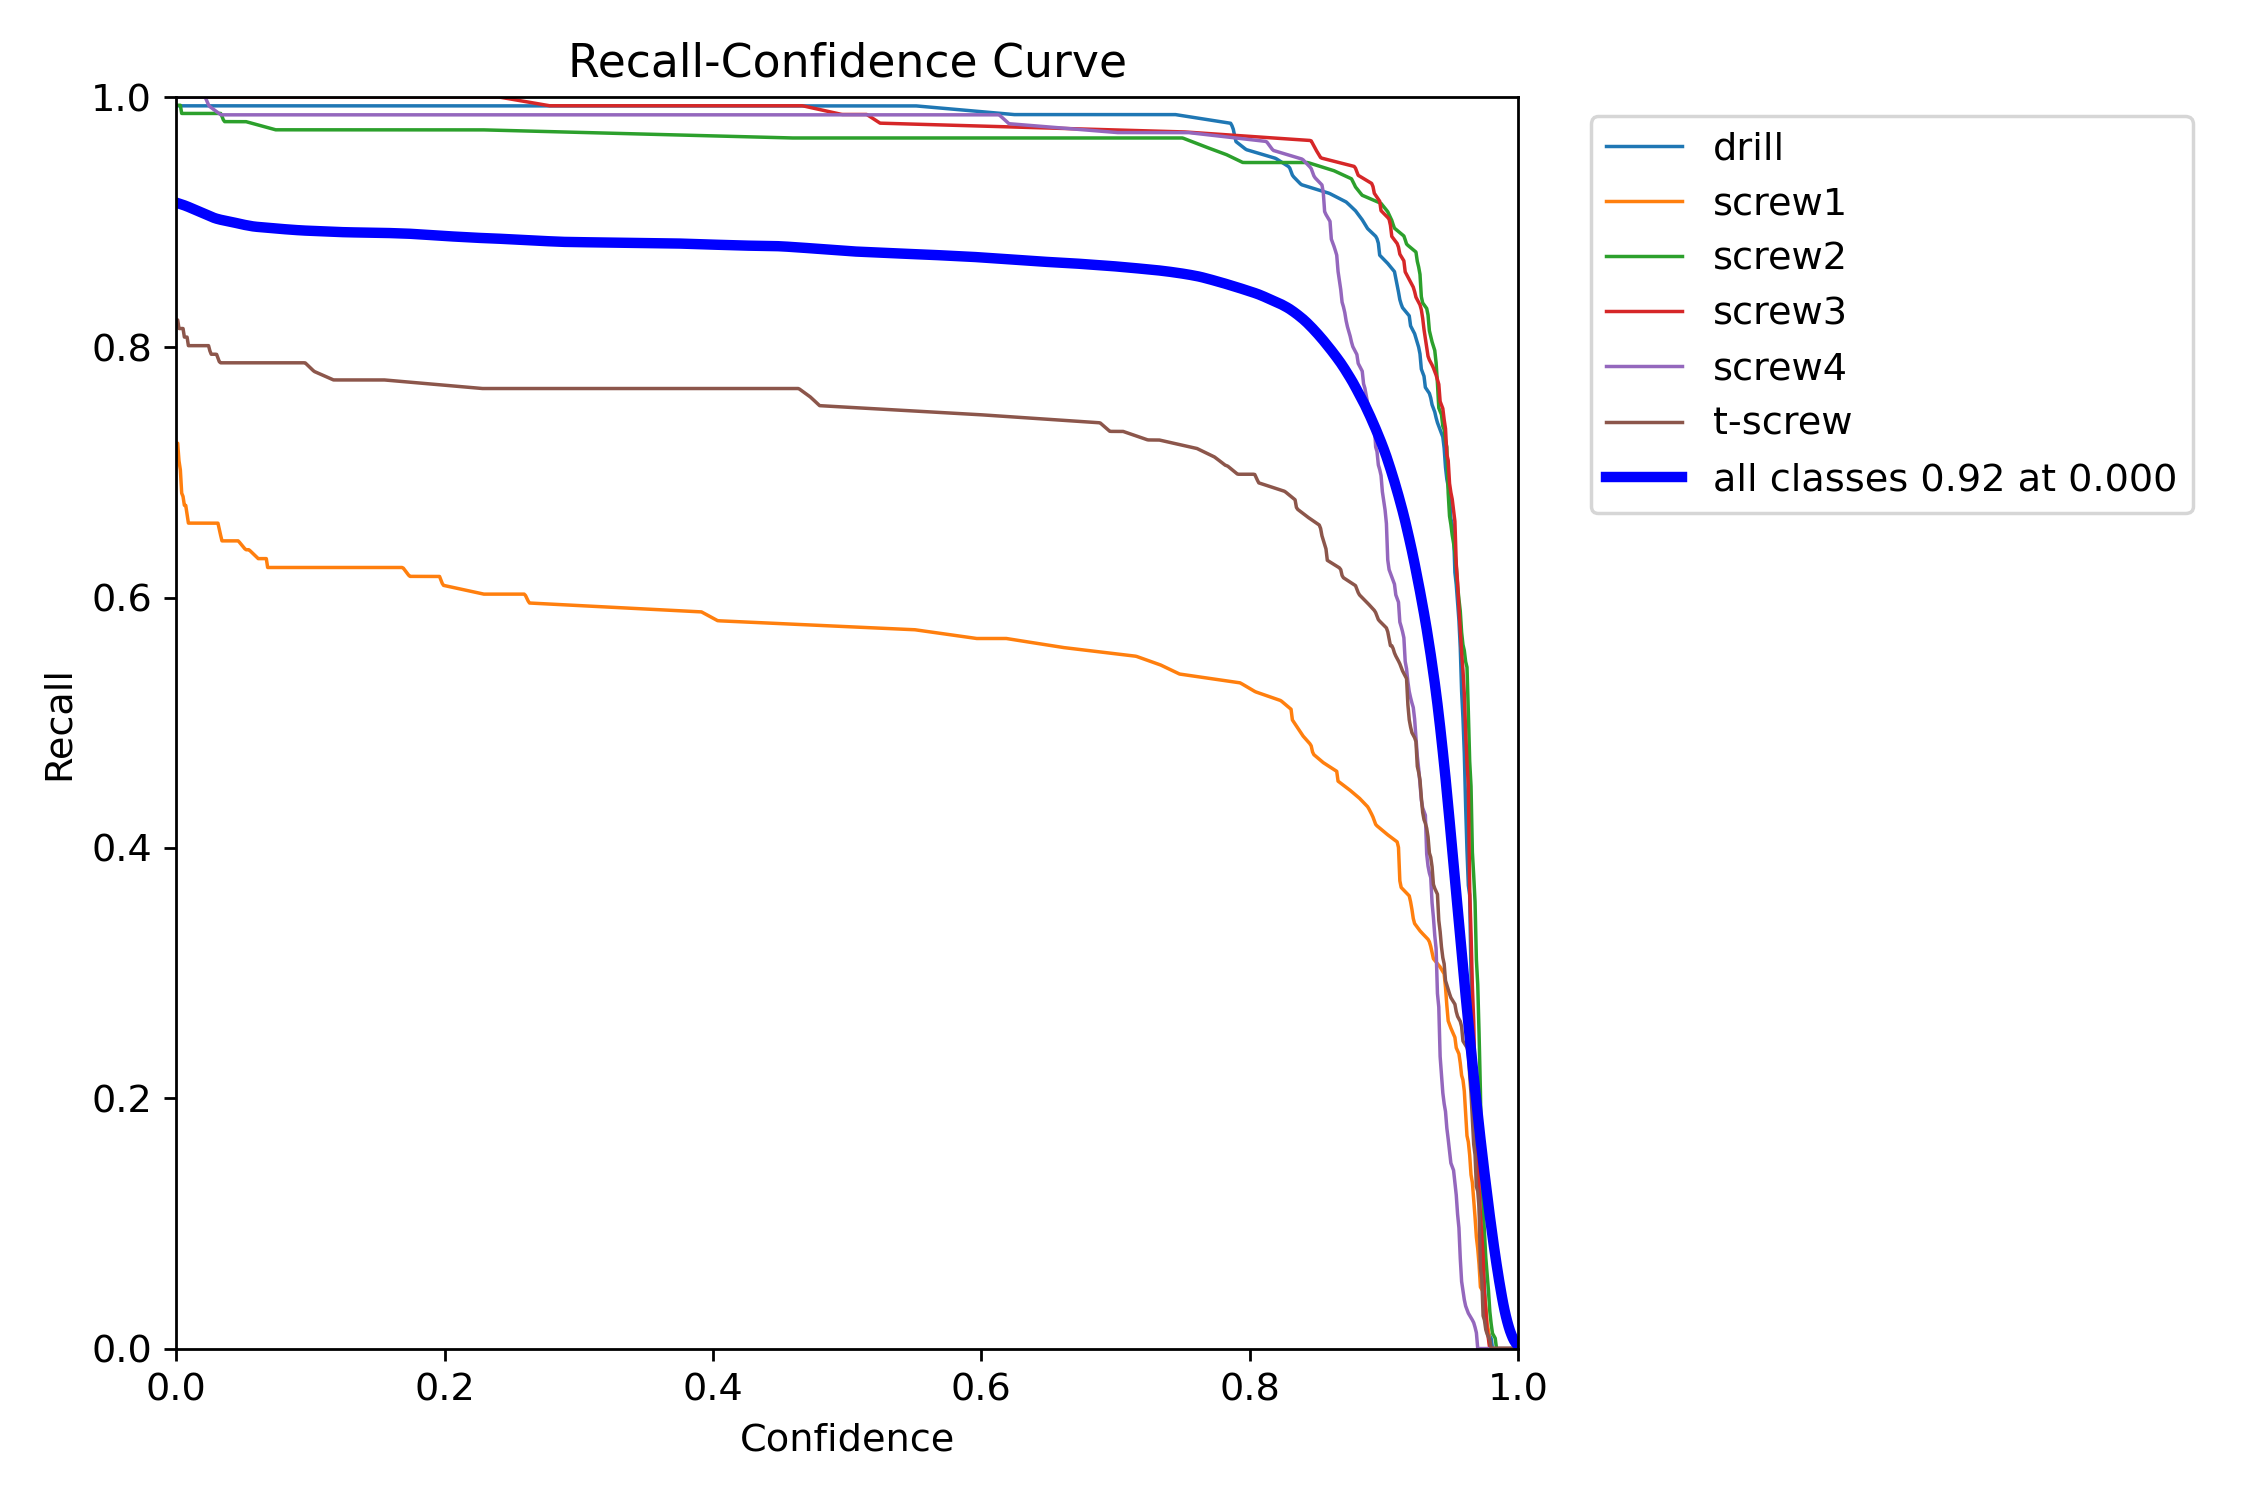 Recall-Confidence Curve
1.0
0.8
0.6
0.4
0.2
0.0
Recall
0.0 0.2 0.4 0.6 0.8 1.0
Confidence
drill
screw1
screw2
screw3
screw4
t-screw
all classes 0.92 at 0.000